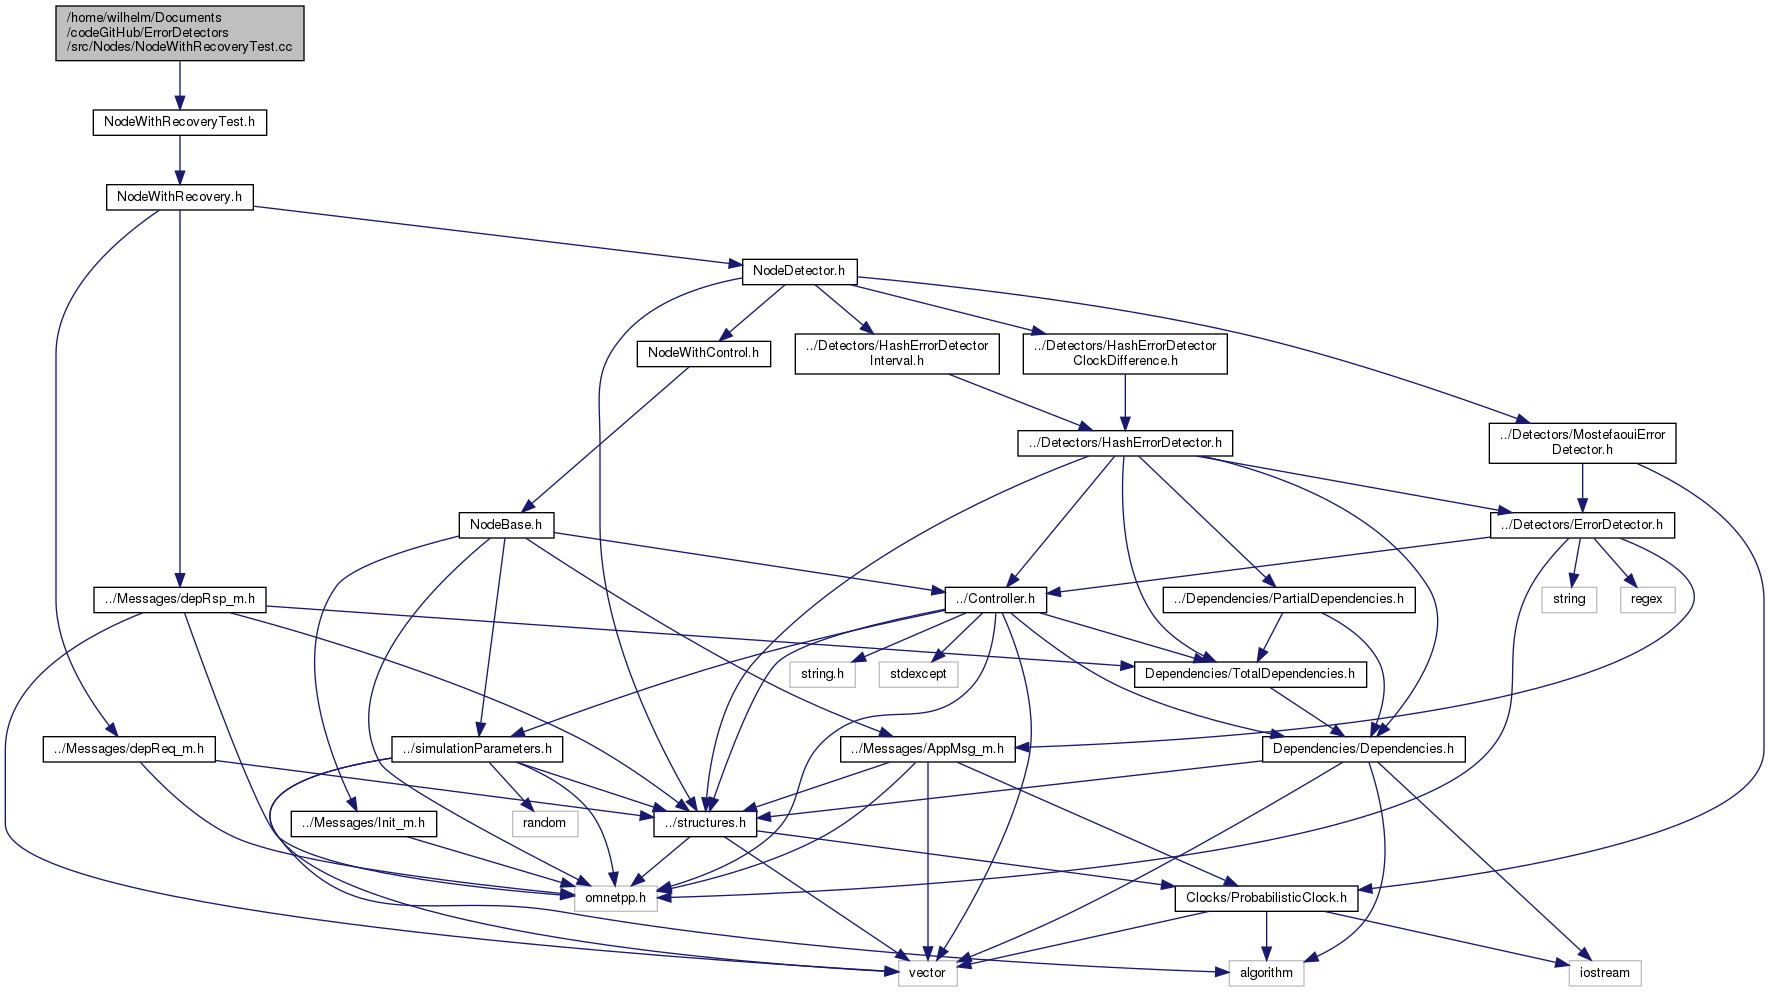 /home/wilhelm/Documents
/codeGitHub/ErrorDetectors
/src/Nodes/NodeWithRecoveryTest.cc
NodeWithRecoveryTest.h
NodeWithRecovery.h
NodeDetector.h
NodeWithControl.h
../Detectors/HashErrorDetector
Interval.h
../Detectors/HashErrorDetector
ClockDifference.h
../Detectors/HashErrorDetector.h
../Detectors/MostefaouiError
Detector.h
NodeBase.h
../Detectors/ErrorDetector.h
../Messages/depRsp_m.h
../Controller.h
../Dependencies/PartialDependencies.h
string
regex
string.h
stdexcept
Dependencies/TotalDependencies.h
../Messages/depReq_m.h
../simulationParameters.h
../Messages/AppMsg_m.h
Dependencies/Dependencies.h
../Messages/Init_m.h
random
../structures.h
omnetpp.h
Clocks/ProbabilisticClock.h
vector
algorithm
iostream